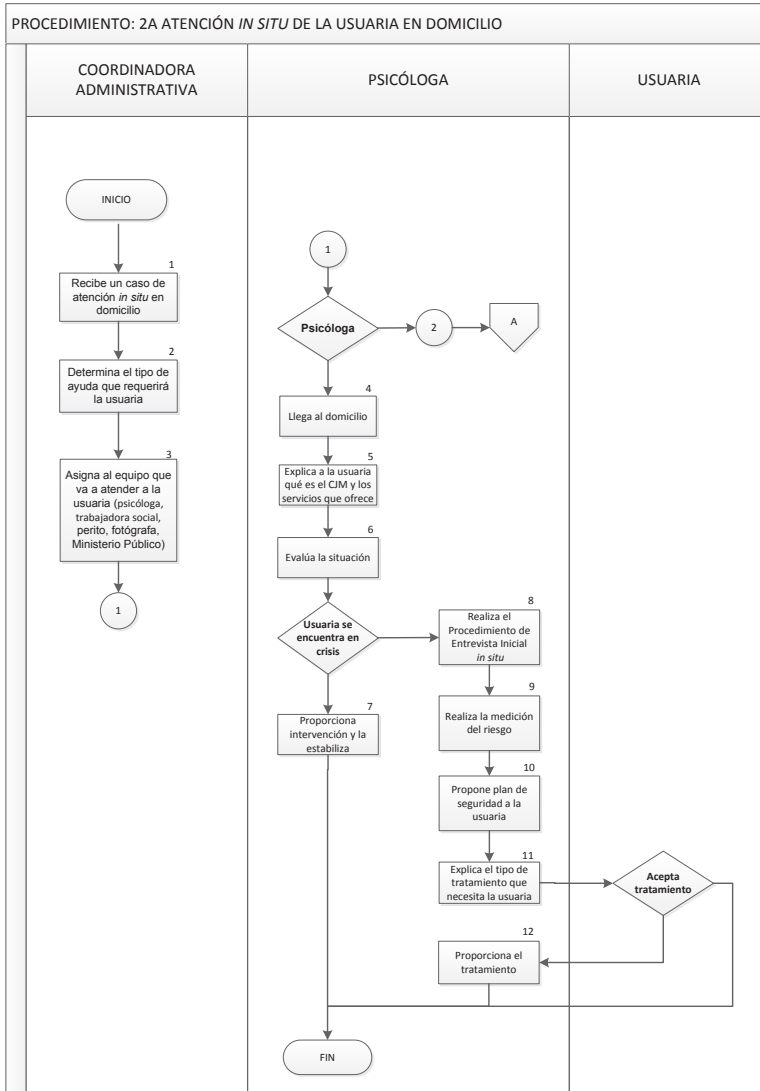 PROCEDIMIENTO: 2A ATENCIÓN IN SITU DE LA USUARIA EN DOMICILIO
COORDINADORA
ADMINISTRATIVA
PSICÓLOGA
USUARIA
INICIO
1
Recibe un caso de
atención in situ en
domicilio
2
Determina el tipo de
ayuda que requerirá
la usuaria
3
Asigna al equipo que
va a atender a la
usuaria (psicóloga,
trabajadora social,
perito, fotógrafa,
Ministerio Público)
1
1
Psicóloga
2
A
4
Llega al domicilio
5
Explica a la usuaria
qué es el CJM y los
servicios que ofrece
6
Evalúa la situación
Usuaria se
encuentra en
crisis
7
Proporciona
intervención y la
estabiliza
8
Realiza el
Procedimiento de
Entrevista Inicial
in situ
9
Realiza la medición
del riesgo
10
Propone plan de
seguridad a la
usuaria
11
Explica el tipo de
tratamiento que
necesita la usuaria
Acepta
tratamiento
12
Proporciona el
tratamiento
FIN